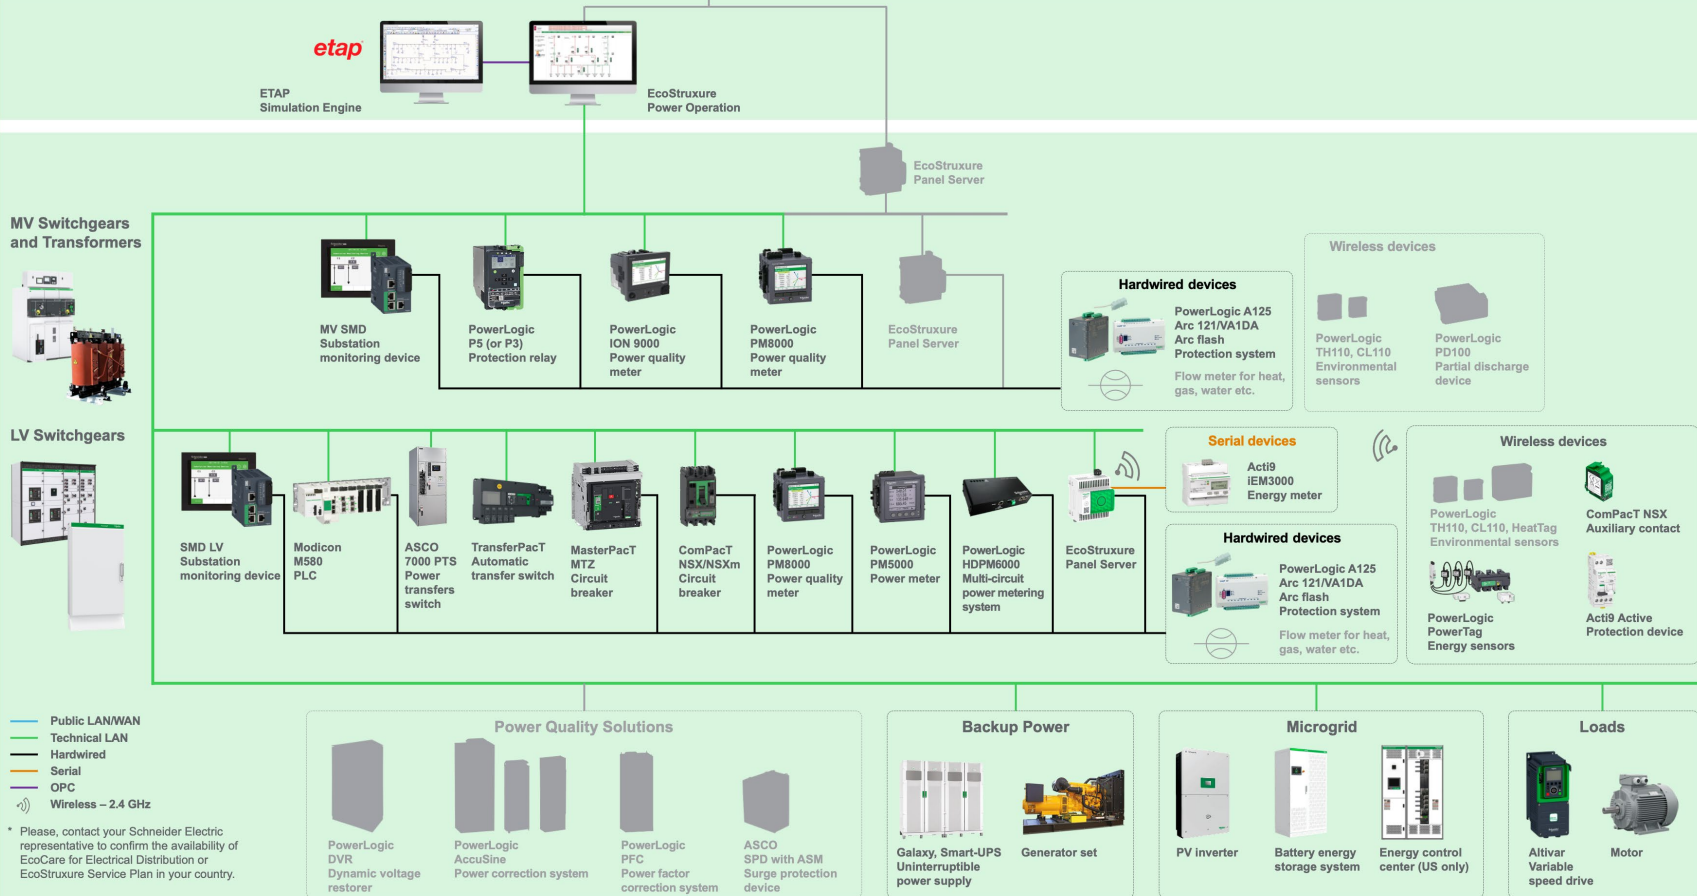 etap
ETAP
Simulation Engine
EcoStruxure
Power Operation
EcoStruxure
Panel Server
MV Switchgears
and Transformers
MV SMD
Substation
monitoring device
PowerLogic
P5 (or P3)
Protection relay
PowerLogic
ION 9000
Power quality
meter
PowerLogic
PM8000
Power quality
meter
EcoStruxure
Panel Server
Hardwired devices
PowerLogic A125
Arc 121/VA1DA
Arc flash
Protection system
Flow meter for heat,
gas, water etc.
Wireless devices
PowerLogic
TH110, CL110
Environmental
sensors
PowerLogic
PD100
Partial discharge
device
LV Switchgears
SMD LV
Substation
monitoring device
Modicon
M580
PLC
ASCO
7000 PTS
Power
transfers
switch
TransferPacT
Automatic
transfer switch
MasterPacT
MTZ
Circuit
breaker
ComPacT
NSX/NSXm
Circuit
breaker
PowerLogic
PM8000
Power quality
meter
PowerLogic
PM5000
Power meter
PowerLogic
HDPM6000
Multi-circuit
power metering
system
EcoStruxure
Panel Server
Serial devices
Acti9
iEM3000
Energy meter
Hardwired devices
PowerLogic A125
Arc 121/VA1DA
Arc flash
Protection system
Flow meter for heat,
gas, water etc.
Wireless devices
PowerLogic
TH110, CL110, HeatTag
Environmental sensors
ComPacT NSX
Auxiliary contact
PowerLogic
PowerTag
Energy sensors
Acti9 Active
Protection device
Public LAN/WAN
Technical LAN
Hardwired
Serial
OPC
Wireless – 2.4 GHz
* Please, contact your Schneider Electric
representative to confirm the availability of
EcoCare for Electrical Distribution or
EcoStruxure Service Plan in your country.
Power Quality Solutions
PowerLogic
DVR
Dynamic voltage
restorer
PowerLogic
AccuSine
Power correction system
PowerLogic
PFC
Power factor
correction system
ASCO
SPD with ASM
Surge protection
device
Backup Power
Galaxy, Smart-UPS
Uninterruptible
power supply
Generator set
Microgrid
PV inverter
Battery energy
storage system
Energy control
center (US only)
Loads
Altivar
Variable
speed drive
Motor